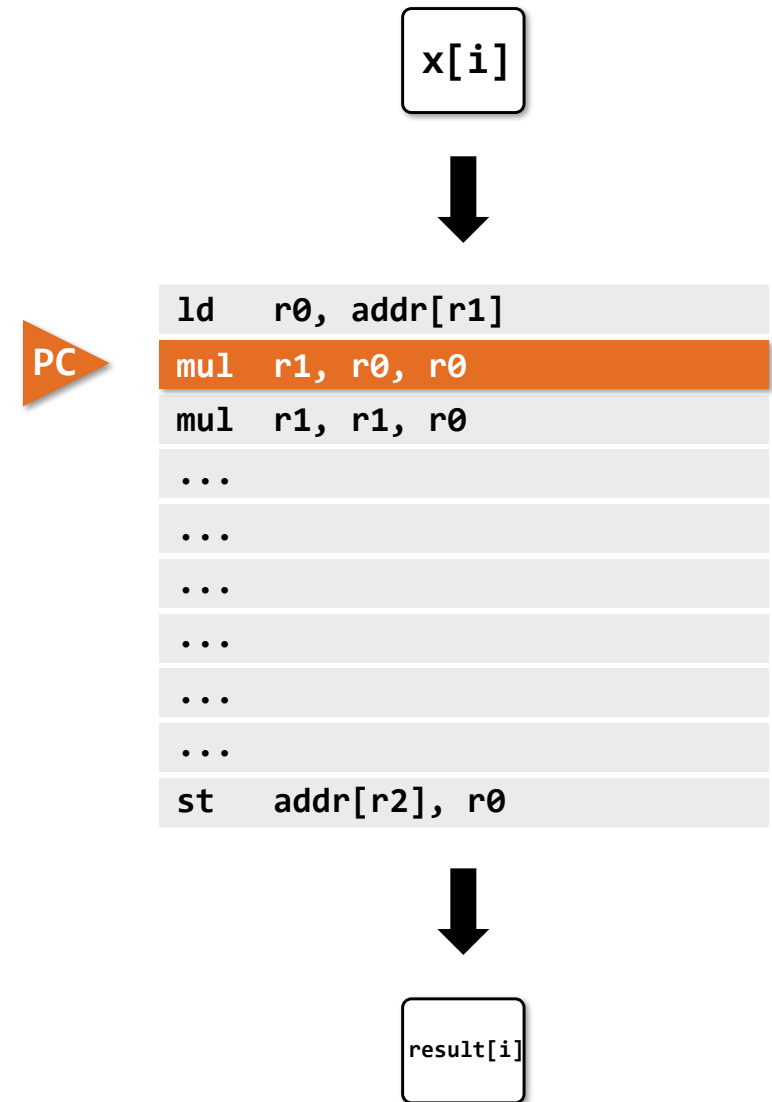 x[i]
ld r0, addr[r1]
PC
mul r1, r0, r0
mul r1, r1, r0
...
...
...
...
...
...
st addr[r2], r0
result[i]